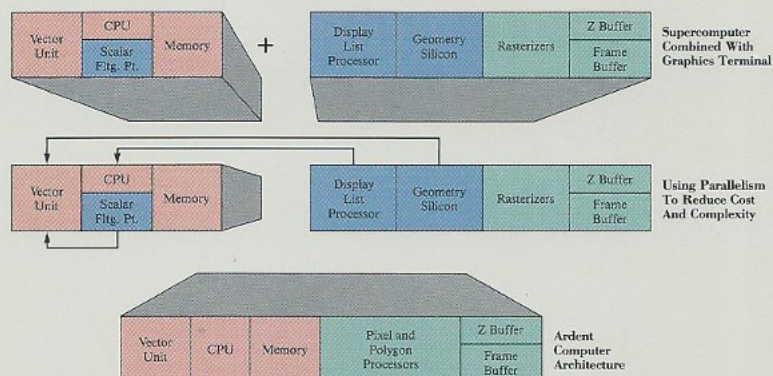 Vector
Unit
CPU
Scalar
Fltg. Pt.
Memory
+
Display
List
Processor
Geometry
Silicon
Rasterizers
Z Buffer
Frame
Buffer
Supercomputer
Combined With
Graphics Terminal
Vector
Unit
CPU
Scalar
Fltg. Pt.
Memory
Display
List
Processor
Geometry
Silicon
Rasterizers
Z Buffer
Frame
Buffer
Using Parallelism
To Reduce Cost
And Complexity
Vector
Unit
CPU
Memory
Pixel and
Polygon
Processors
Z Buffer
Frame
Buffer
Ardent
Computer
Architecture